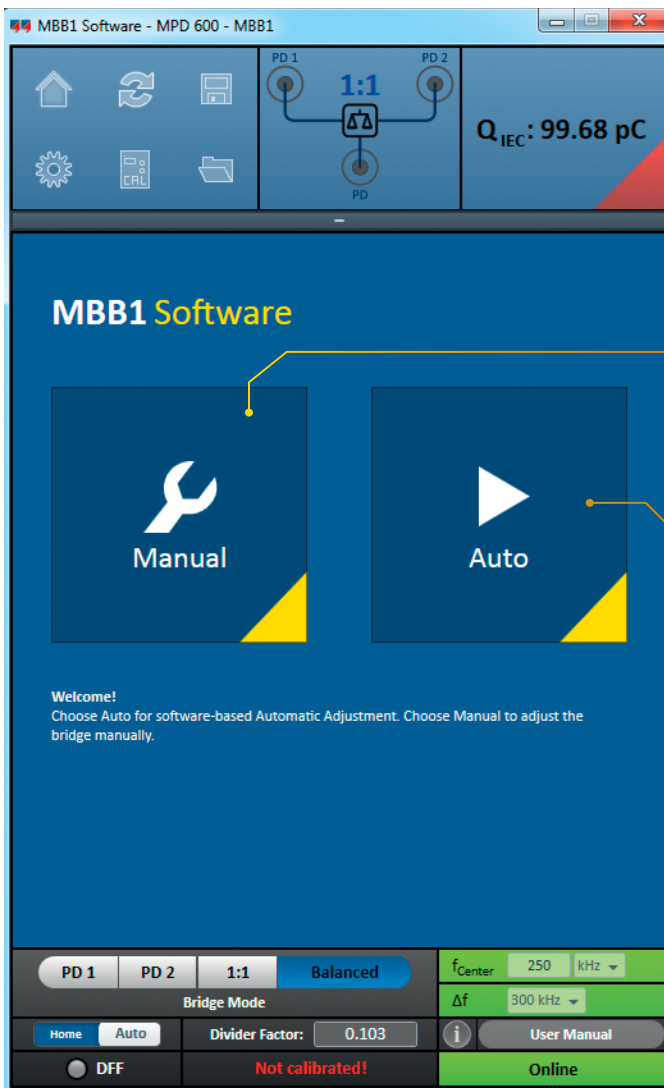 MBB1 Software - MPD 600 - MBB1
PD 1
PD 2
1:1
PD
CAL
Q IEC: 99.68 pC
MBB1 Software
Manual
Auto
Welcome!
Choose Auto for software-based Automatic Adjustment. Choose Manual to adjust the
bridge manually.
PD 1 PD 2 1:1 Balanced
Bridge Mode
fCenter 250 kHz
Δf 300 kHz
Home Auto Divider Factor: 0.103
i User Manual
DFF Not calibrated! Online